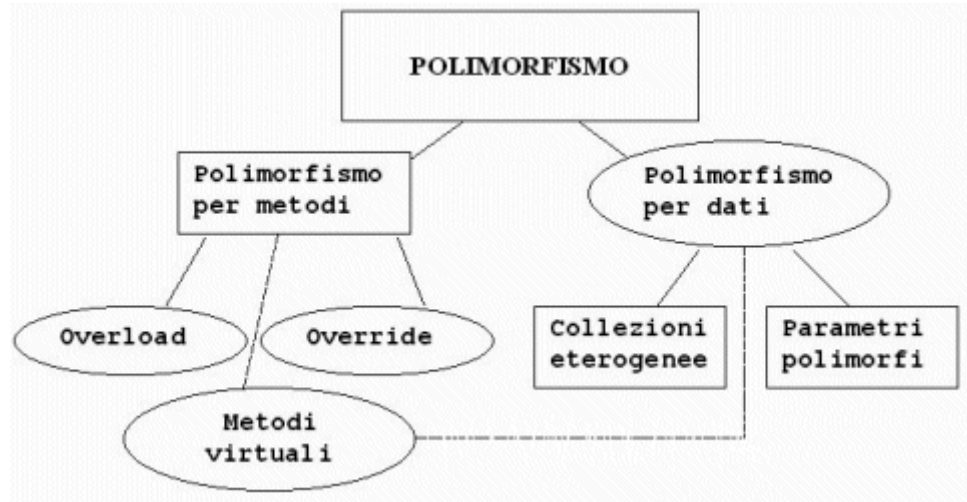 POLIMORFISMO
Polimorfismo
per metodi
Polimorfismo
per dati
Overload
Override
Collezioni
eterogenee
Parametri
polimorfi
Metodi
virtuali